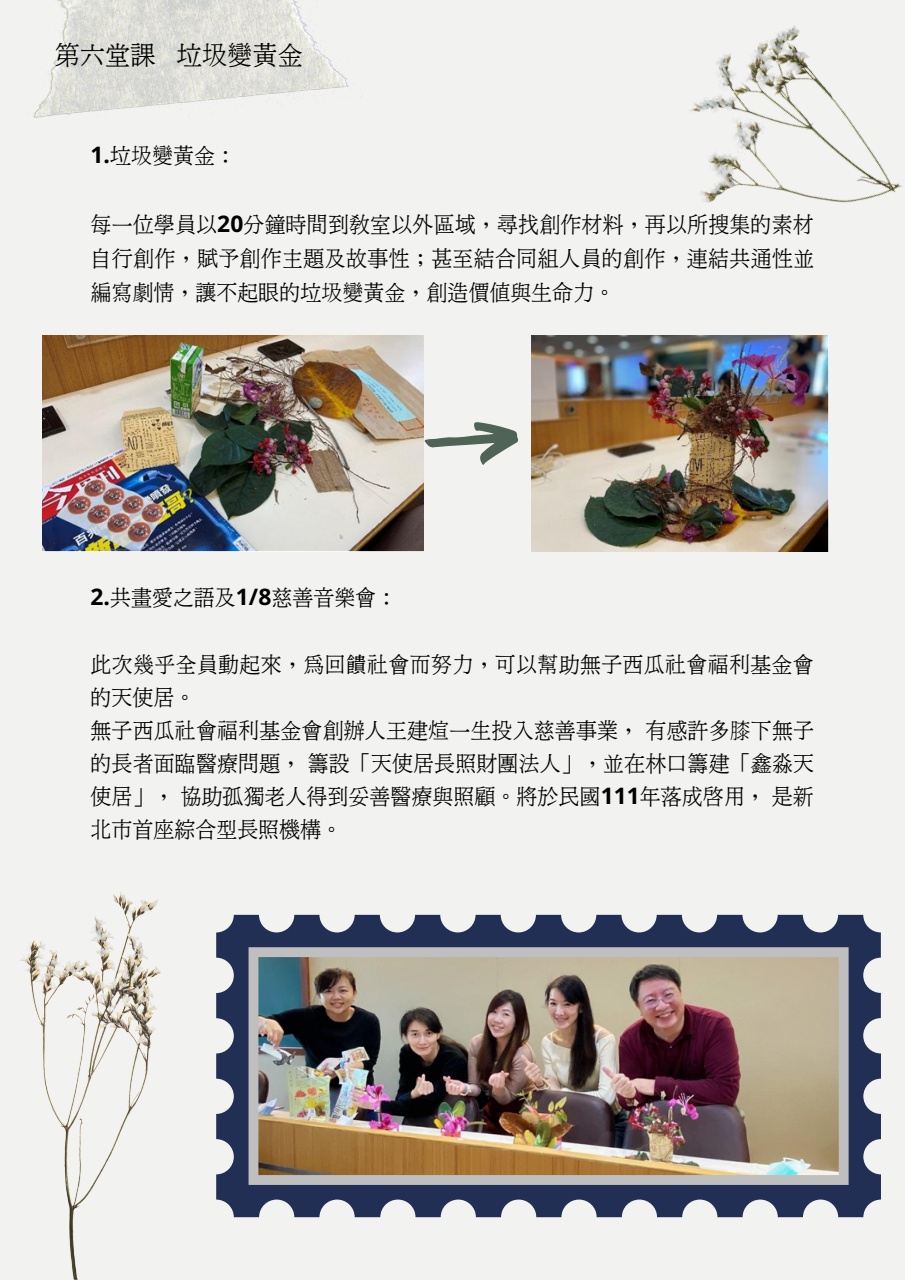 第六堂課 垃圾變黃金
1.垃圾變黃金：
每一位學員以20分鐘時間到教室以外區域，尋找創作材料，再以所搜集的素材
自行創作，賦予創作主題及故事性；甚至結合同組人員的創作，連結共通性並
編寫劇情，讓不起眼的垃圾變黃金，創造價值與生命力。
今周刊
2.共畫愛之語及1/8慈善音樂會：
此次幾乎全員動起來，為回饋社會而努力，可以幫助無子西瓜社會福利基金會
的天使居。
無子西瓜社會福利基金會創辦人王建煊一生投入慈善事業， 有感許多膝下無子
的長者面臨醫療問題， 籌設「天使居長照財團法人」，並在林口籌建「鑫淼天
使居」， 協助孤獨老人得到妥善醫療與照顧。將於民國111年落成啓用， 是新
北市首座綜合型長照機構。